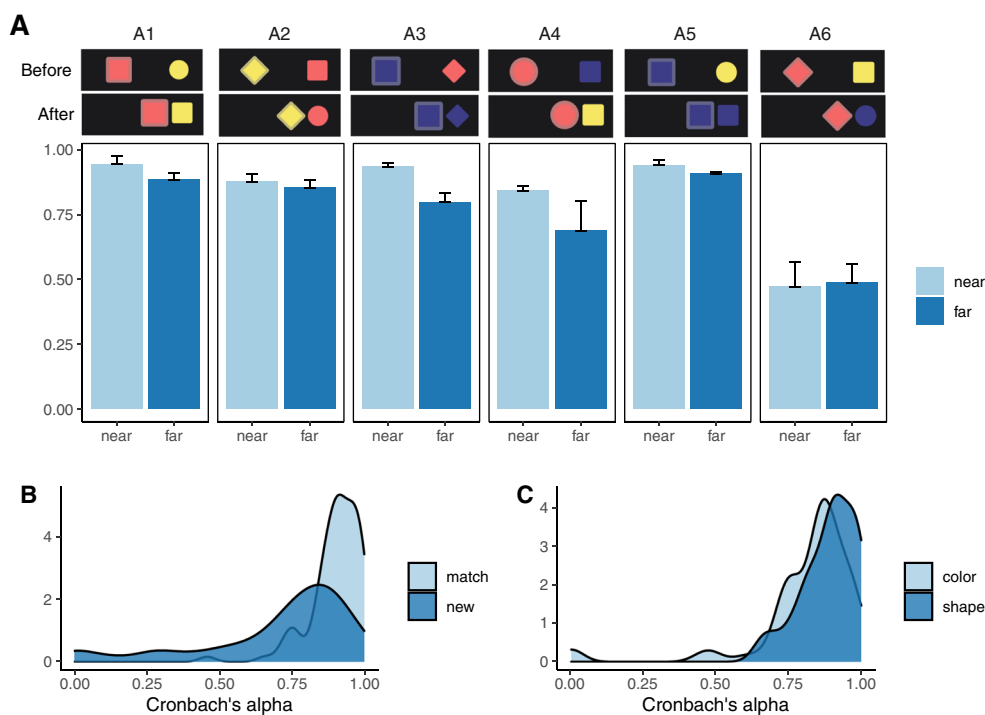 A
A1 A2 A3 A4 A5 A6
Before
After
1.00
0.75
0.50
0.25
0.00
near far near far near far near far near far near far
near
far
B
4
2
0
0.00 0.25 0.50 0.75 1.00
Cronbach's alpha
match
new
C
4
3
2
1
0
0.00 0.25 0.50 0.75 1.00
Cronbach's alpha
color
shape